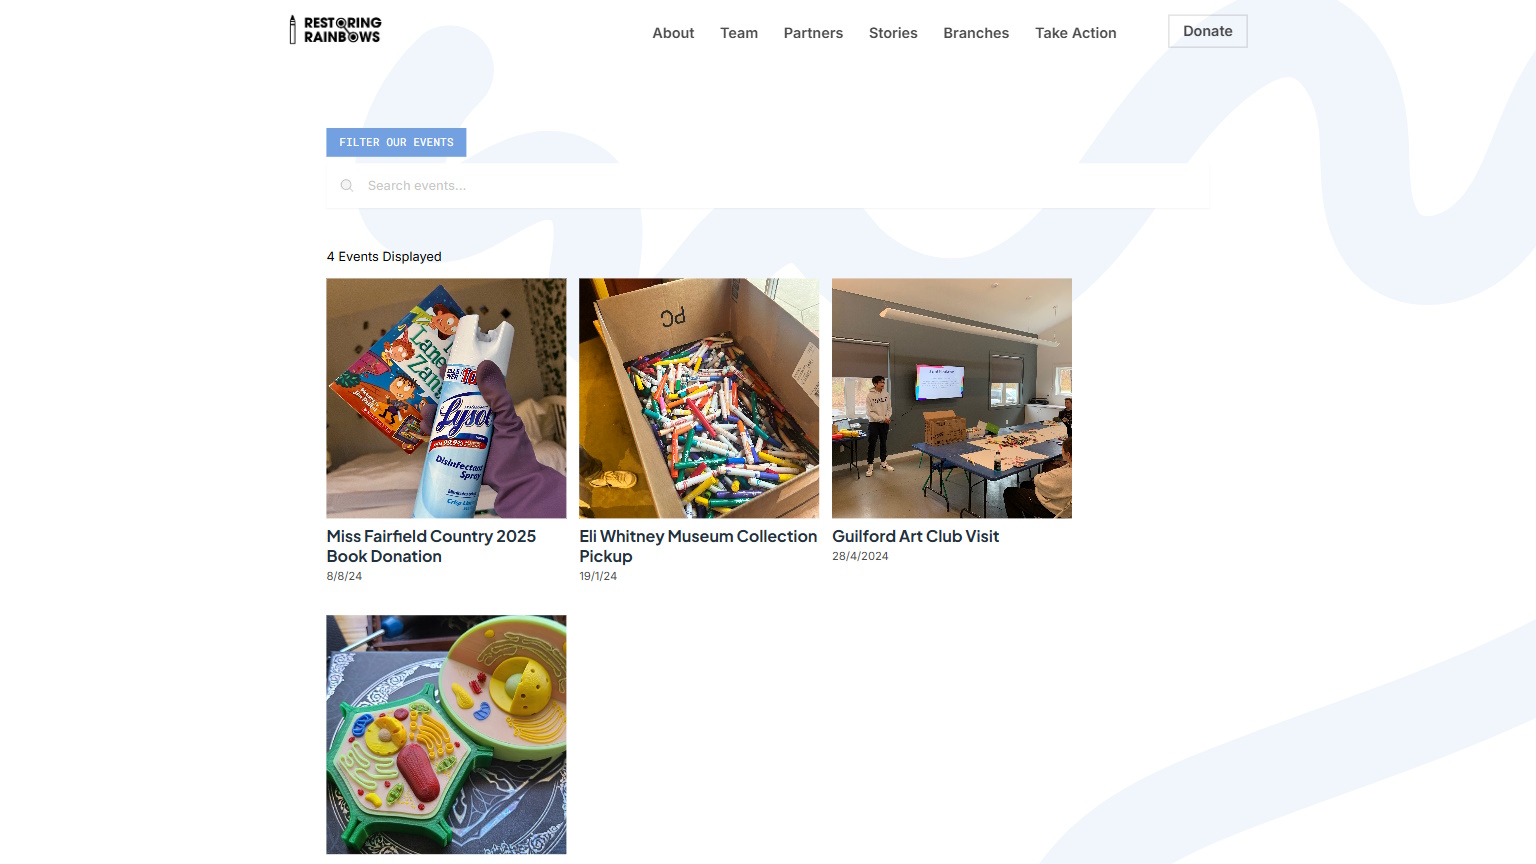 RESTORING
RAINBOWS
About
Team
Partners
Stories
Branches
Take Action
Donate
FILTER OUR EVENTS
Search events...
4 Events Displayed
Lysol
Disinfectant
Spray
PC
Miss Fairfield Country 2025
Book Donation
8/8/24
Eli Whitney Museum Collection
Pickup
19/1/24
Guilford Art Club Visit
28/4/2024